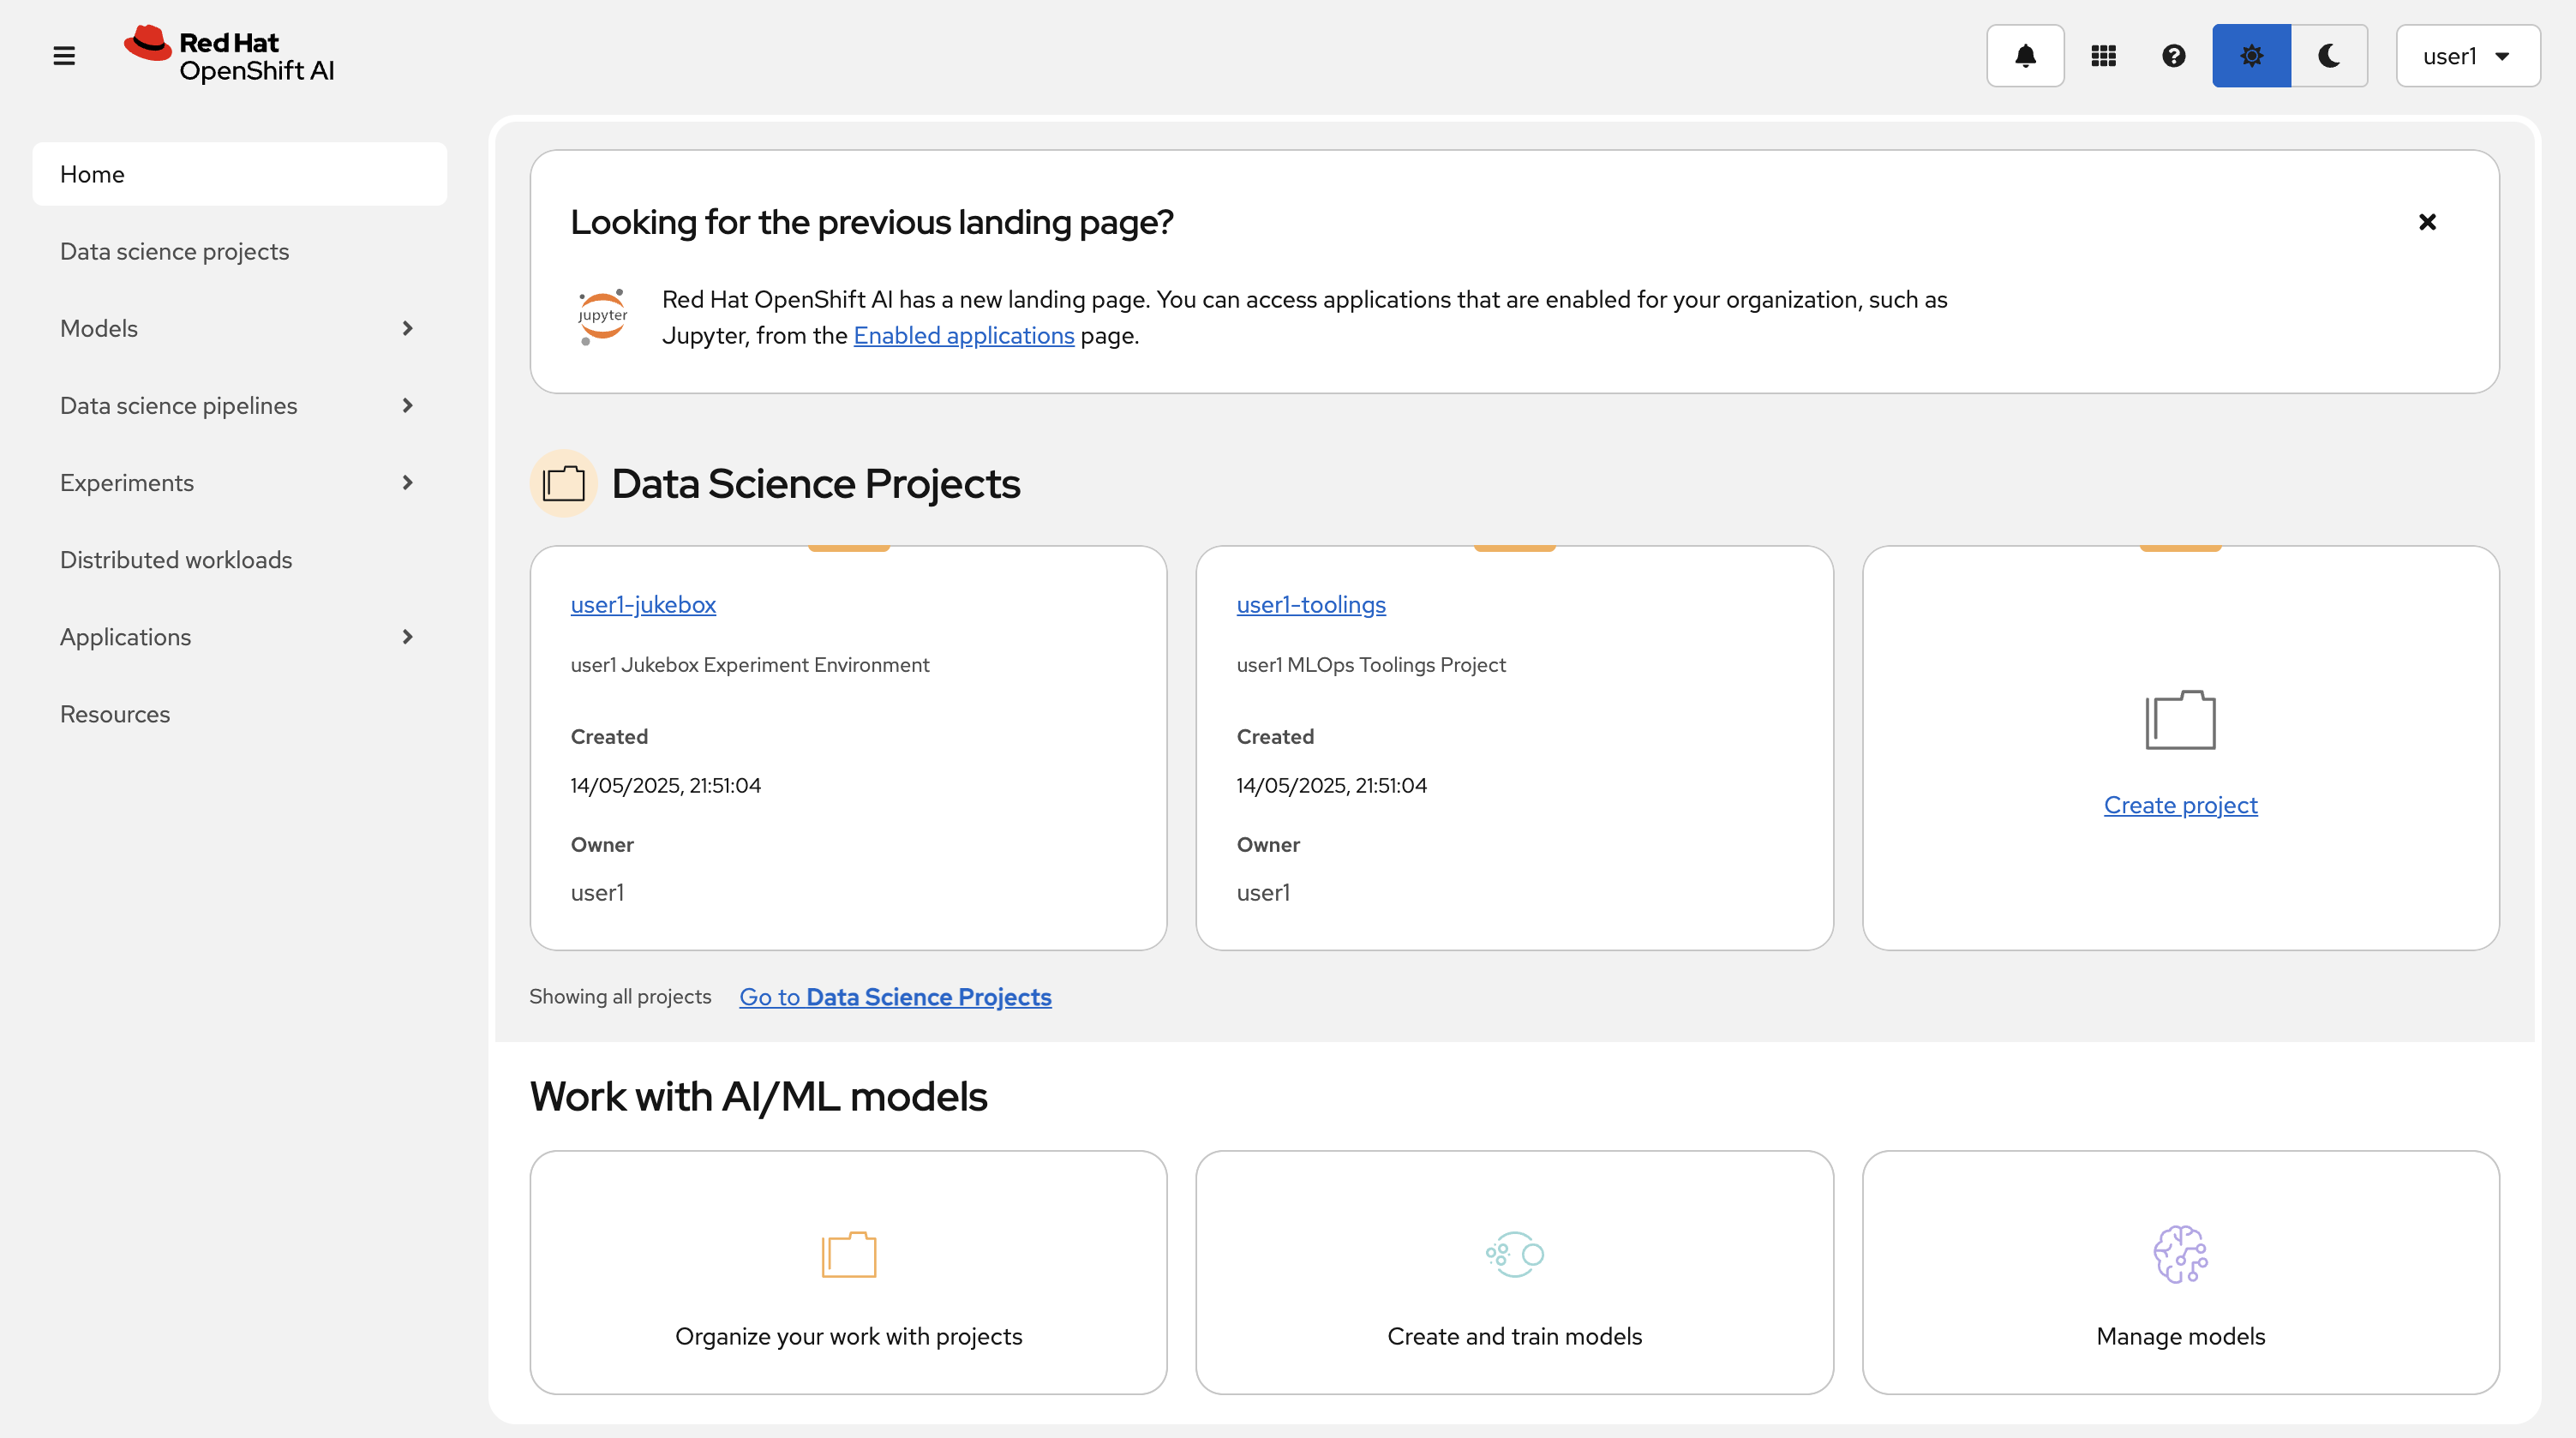 Red Hat
OpenShift AI
user1
Home
Data science projects
Models
Data science pipelines
Experiments
Distributed workloads
Applications
Resources
Looking for the previous landing page?
jupyter
Red Hat OpenShift AI has a new landing page. You can access applications that are enabled for your organization, such as
Jupyter, from the Enabled applications page.
Data Science Projects
user1-jukebox
user1 Jukebox Experiment Environment
Created
14/05/2025, 21:51:04
Owner
user1
user1-toolings
user1 MLOps Toolings Project
Created
14/05/2025, 21:51:04
Owner
user1
Create project
Showing all projects
Go to Data Science Projects
Work with AI/ML models
Organize your work with projects
Create and train models
Manage models